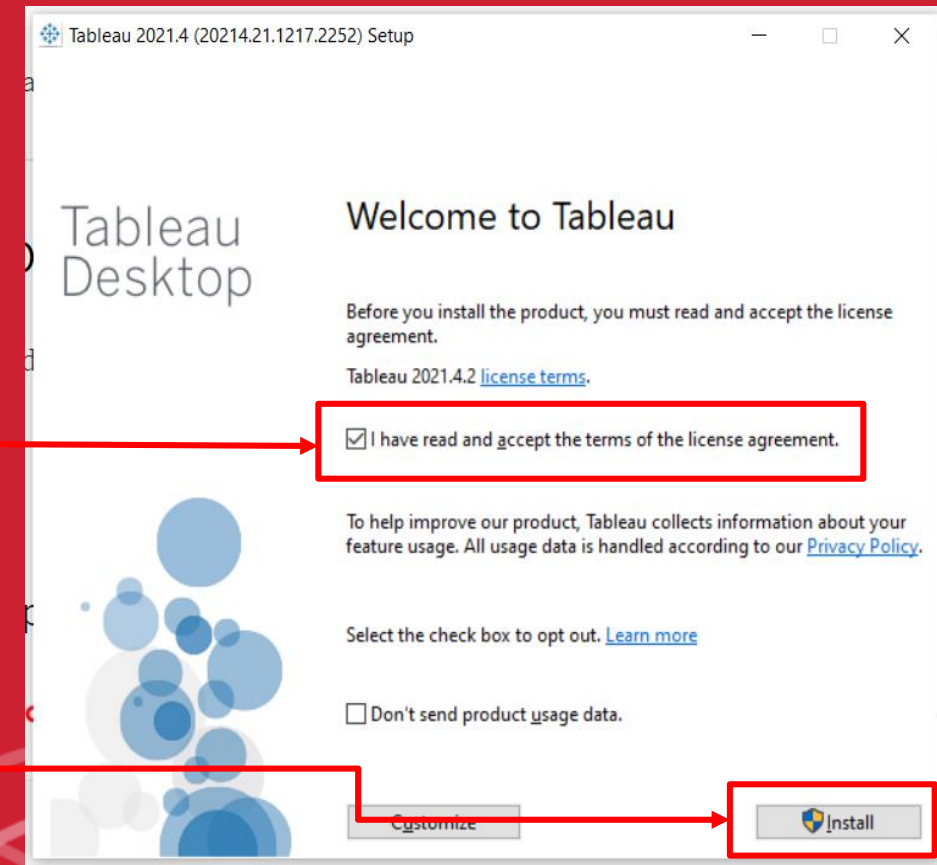 Tableau 2021.4 (20214.21.1217.2252) Setup
Tableau
Desktop
Welcome to Tableau
Before you install the product, you must read and accept the license
agreement.
Tableau 2021.4.2 license terms.
I have read and accept the terms of the license agreement.
To help improve our product, Tableau collects information about your
feature usage. All usage data is handled according to our Privacy Policy.
Select the check box to opt out. Learn more
Don't send product usage data.
Customize
Install